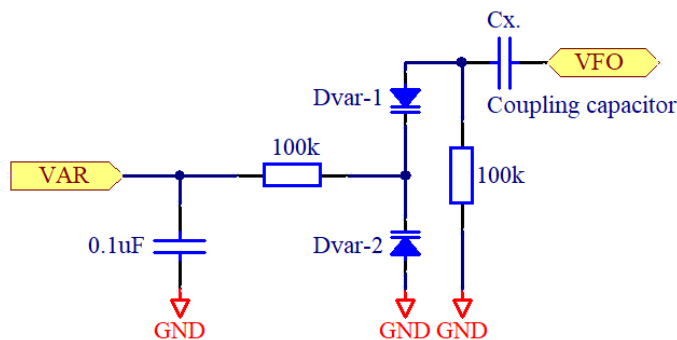 Cx.
VFO
Dvar-1
Coupling capacitor
100k
VAR
100k
0.1uF
Dvar-2
GND
GND
GND